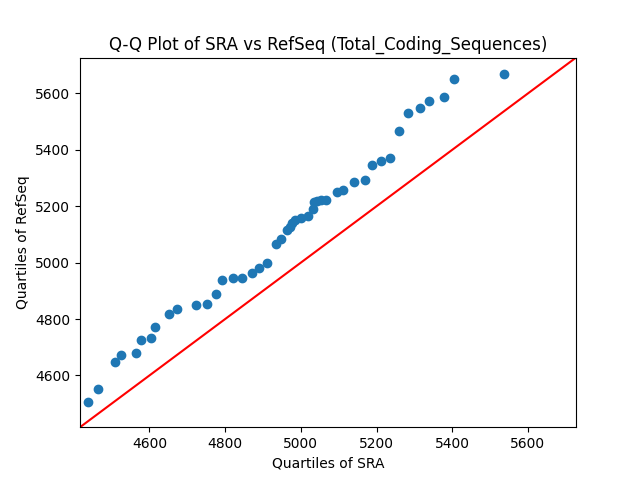 Q-Q Plot of SRA vs RefSeq (Total_Coding_Sequences)
Quartiles of RefSeq
5600
5400
5200
5000
4800
4600
4600 4800 5000 5200 5400 5600
Quartiles of SRA